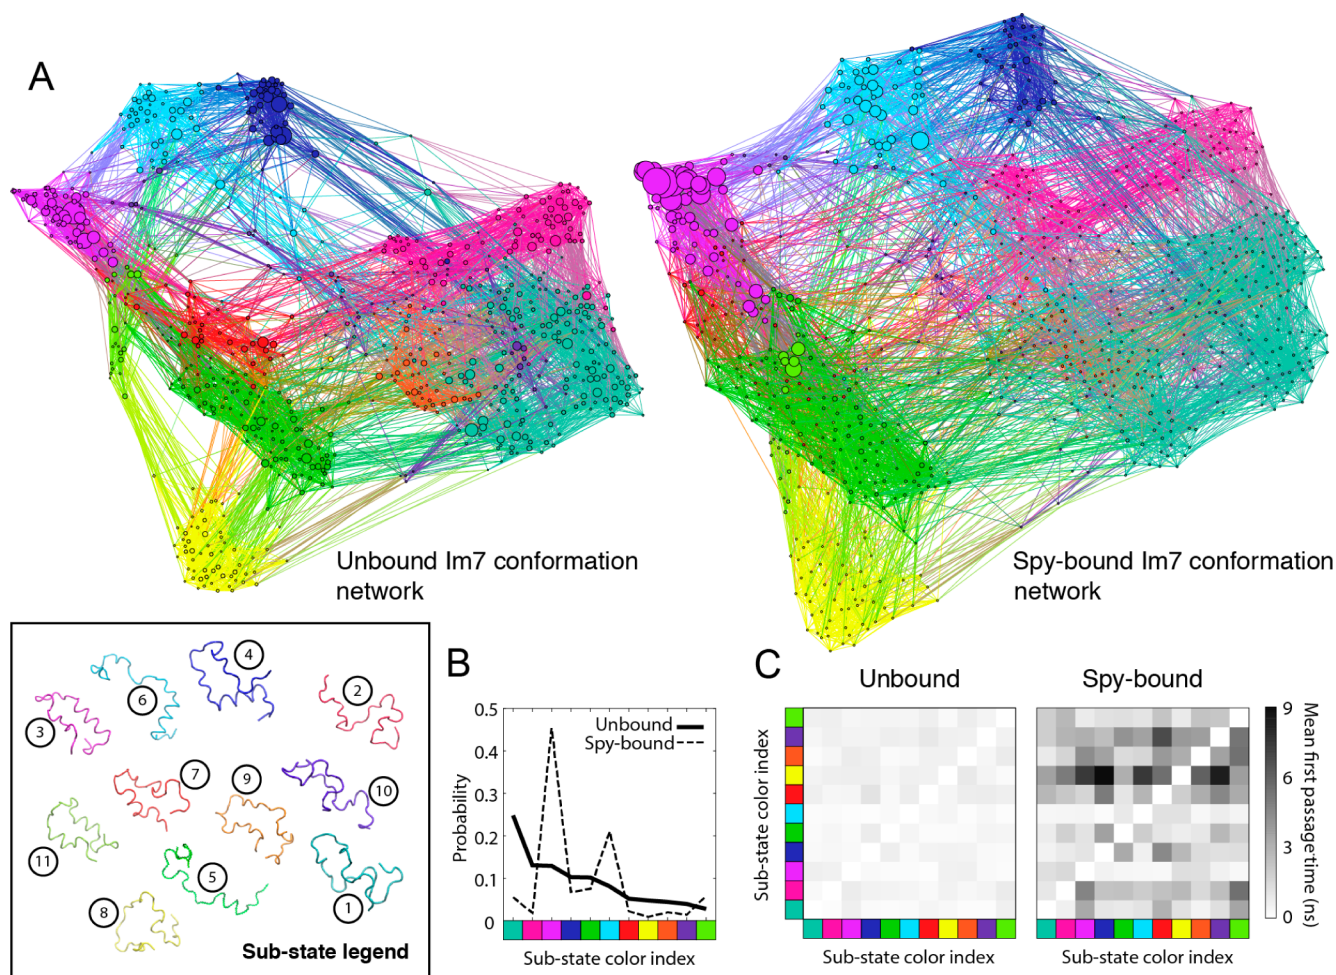 A
Unbound Im7 conformation
network
Spy-bound Im7 conformation
network
4
6
2
3
7
9
10
11
5
8
1
Sub-state legend
B
Unbound
Spy-bound
Probability
0.5
0.4
0.3
0.2
0.1
0
Sub-state color index
C
Unbound
Spy-bound
Sub-state color index
Sub-state color index
Sub-state color index
9
6
3
0
Mean first passage time (ns)